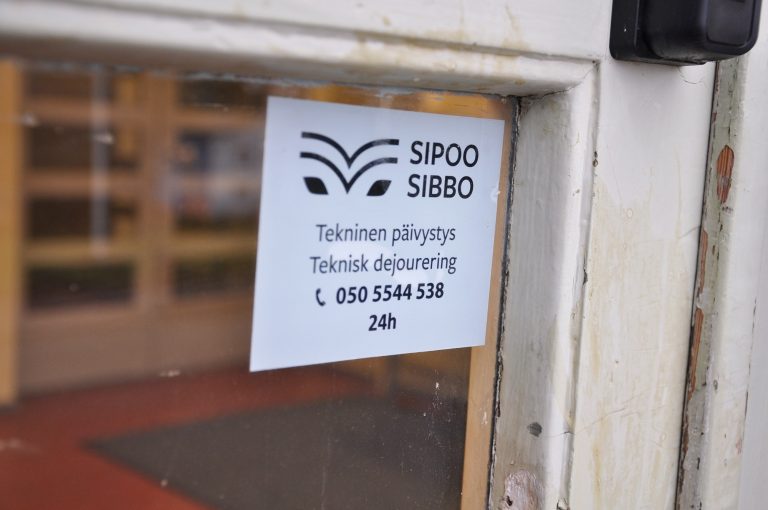 SIPOO
SIBBO
Tekninen päivystys
Teknisk dejourering
050 5544 538
24h